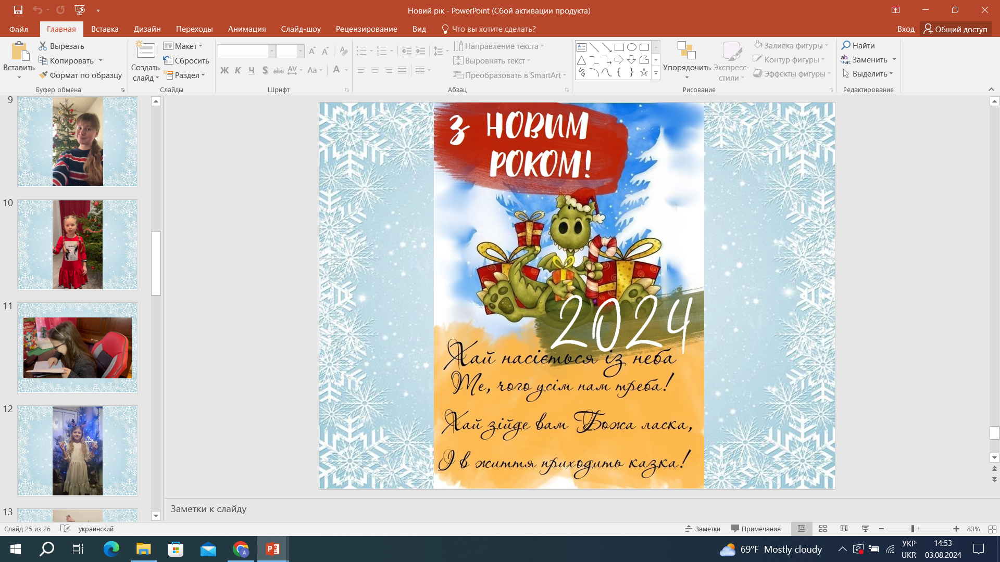 Новий рік - PowerPoint (Сбой активации продукта)
Файл Главная Вставка Дизайн Переходы Анимация Слайд-шоу Рецензирование Вид Что вы хотите сделать? Вход Общий доступ
Вставить
Вырезать
Копировать
Формат по образцу
Буфер обмена
Создать слайд
Макет
Сбросить
Раздел
Слайды
Ж К Ч S abc AV Aa А
Шрифт
Направление текста
Выровнять текст
Преобразовать в SmartArt
Абзац
Упорядочить
Экспресс-стили
Заливка фигуры
Контур фигуры
Эффекты фигуры
Рисование
Найти
Заменить
Выделить
Редактирование
9
10
11
12
13
З НОВИМ
РОКОМ!
2024
Хай насіється із неба
Те, чого усім нам треба!
Хай зійде вам Божа ласка,
І в життя приходить казка!
Заметки к слайду
Слайд 25 из 26 украинский Заметки Примечания 83%
69°F Mostly cloudy
УКР
UKR
14:53
03.08.2024